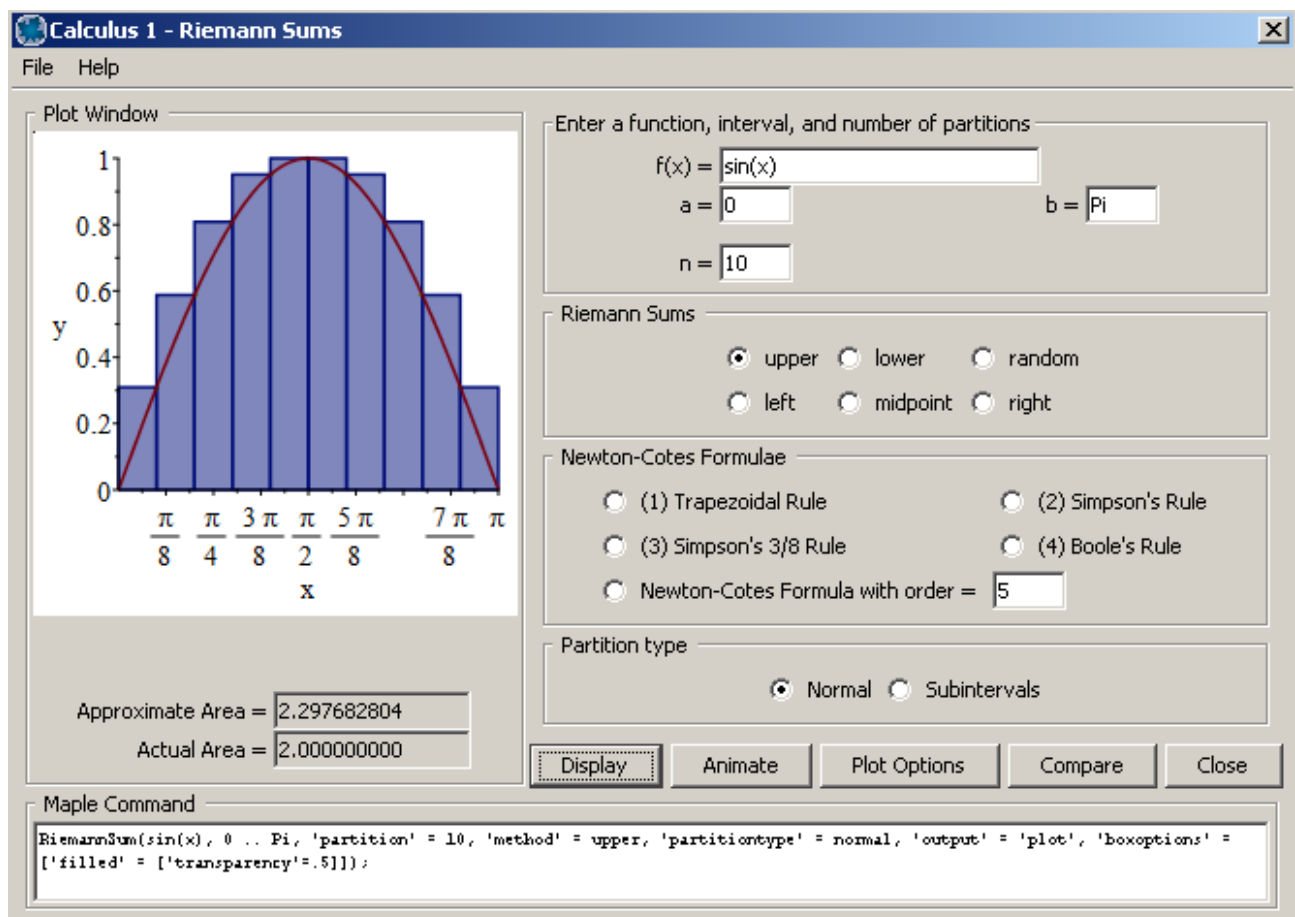 Calculus 1 - Riemann Sums
File Help
Plot Window
1
0.8
0.6
y
0.4
0.2
0
π/8 π/4 3 π/8 π/2 5 π/8 7 π/8 π
x
Approximate Area = 2.297682804
Actual Area = 2.000000000
Enter a function, interval, and number of partitions
f(x) = sin(x)
a = 0 b = Pi
n = 10
Riemann Sums
upper lower random
left midpoint right
Newton-Cotes Formulae
(1) Trapezoidal Rule (2) Simpson's Rule
(3) Simpson's 3/8 Rule (4) Boole's Rule
Newton-Cotes Formula with order = 5
Partition type
Normal Subintervals
Display Animate Plot Options Compare Close
Maple Command
RiemannSum(sin(x), 0 .. Pi, 'partition' = 10, 'method' = upper, 'partitiontype' = normal, 'output' = 'plot', 'boxoptions' =
['filled' = ['transparency'=.5]]);